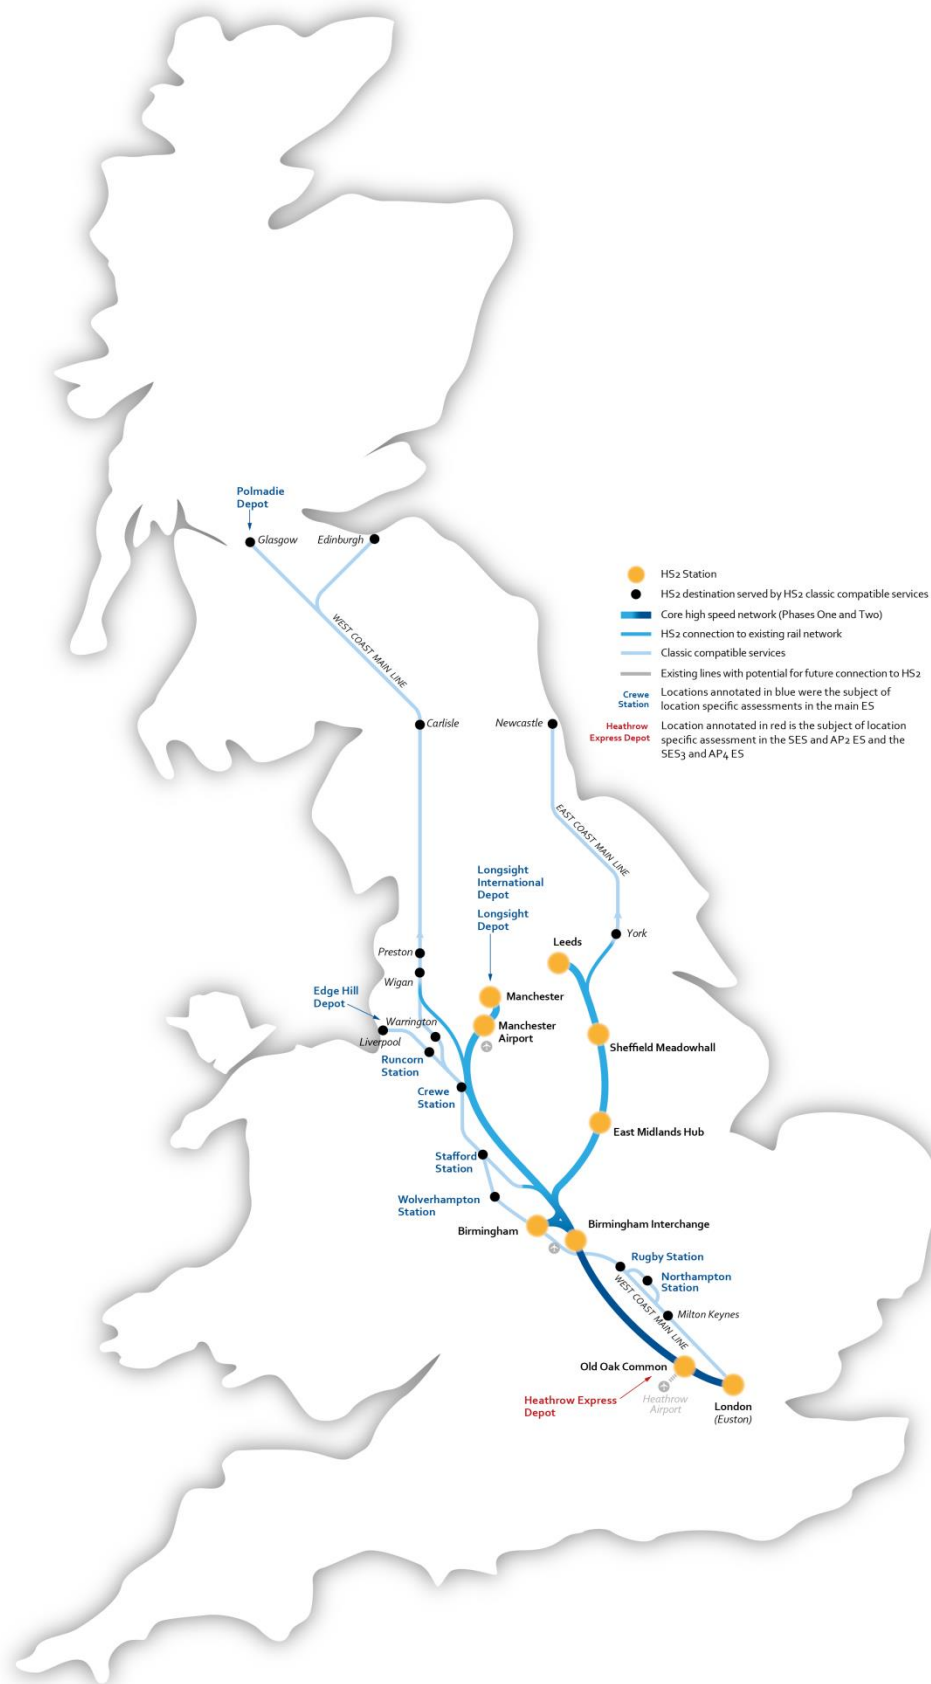 Polmadie
Depot
Glasgow
Edinburgh
WEST COAST MAIN LINE
Carlisle
Newcastle
EAST COAST MAIN LINE
HS2 Station
HS2 destination served by HS2 classic compatible services
Core high speed network (Phases One and Two)
HS2 connection to existing rail network
Classic compatible services
Existing lines with potential for future connection to HS2
Crewe
Station
Locations annotated in blue were the subject of
location specific assessments in the main ES
Heathrow
Express Depot
Location annotated in red is the subject of location
specific assessment in the SES and AP2 ES and the
SES3 and AP4 ES
Longsight
International
Depot
Longsight
Depot
Leeds
York
Preston
Wigan
Edge Hill
Depot
Manchester
Warrington
Manchester
Airport
Liverpool
Runcorn
Station
Sheffield Meadowhall
Crewe
Station
East Midlands Hub
Stafford
Station
Wolverhampton
Station
Birmingham
Birmingham Interchange
Rugby Station
Northampton
Station
WEST COAST MAIN LINE
Milton Keynes
Old Oak Common
Heathrow Express
Depot
Heathrow
Airport
London
(Euston)